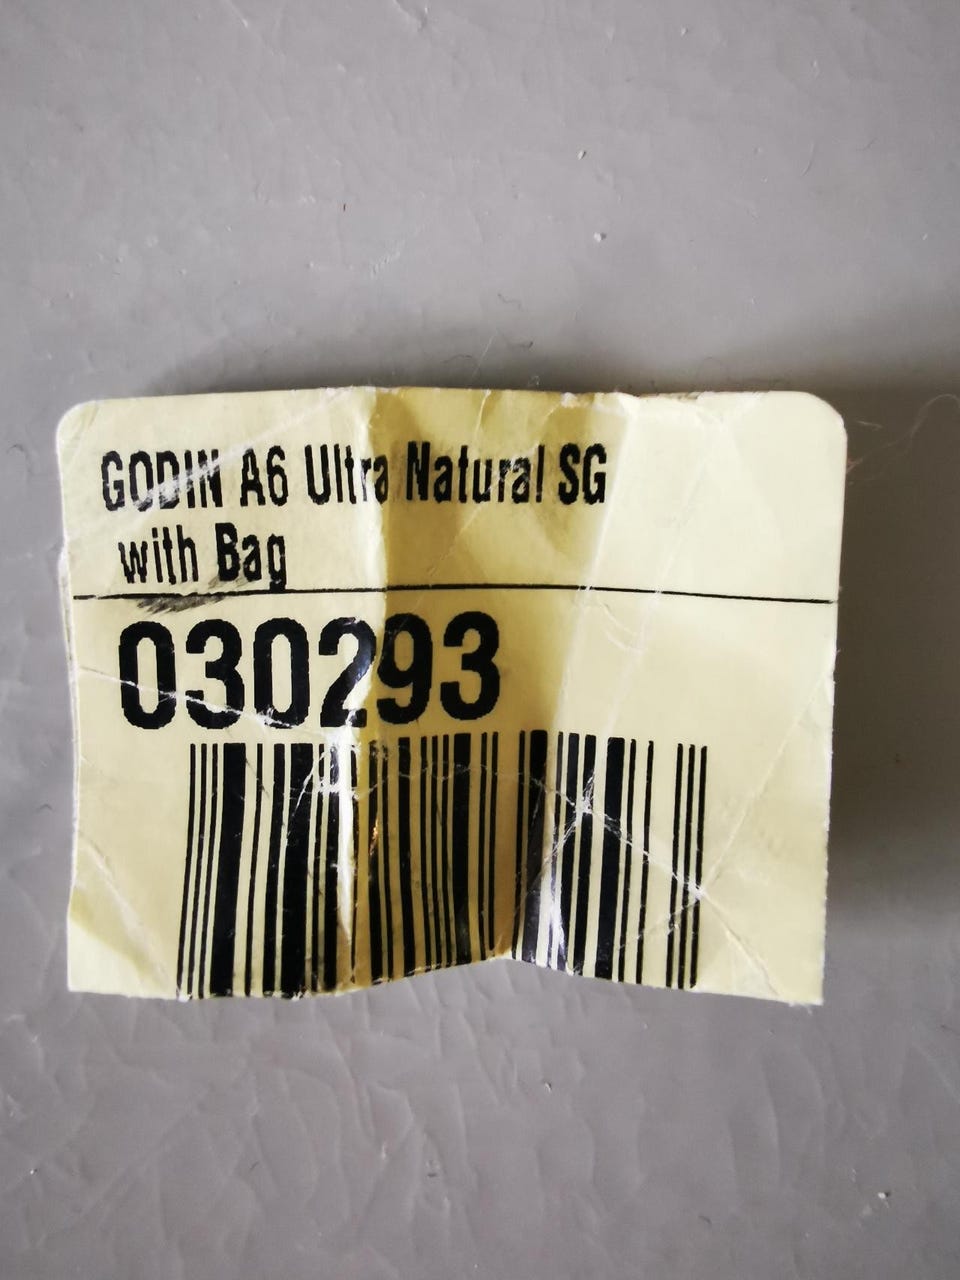 GODIN A6 Ultra Natural SG
with Bag
030293